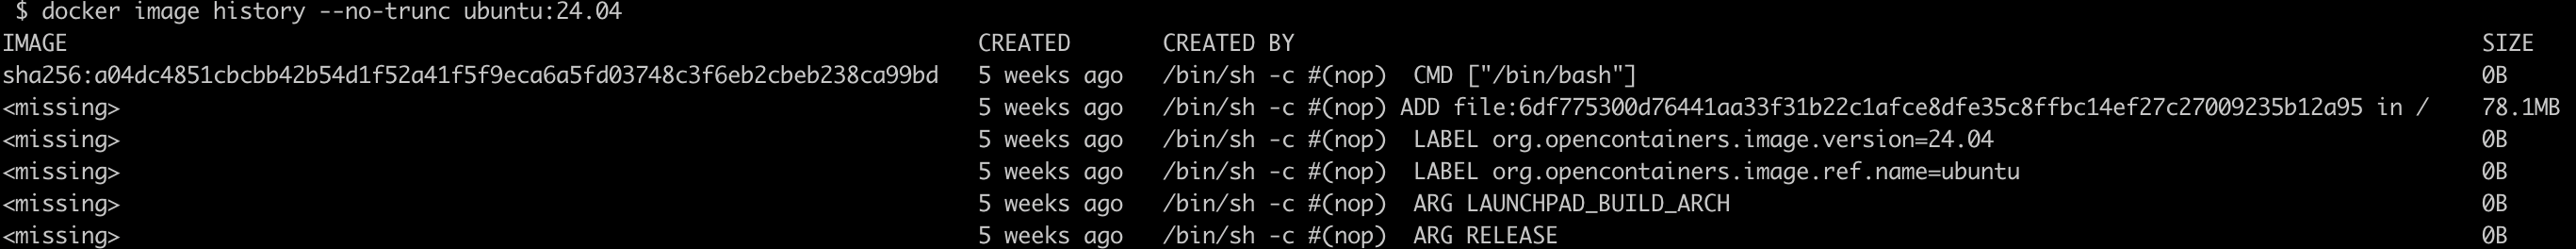 $ docker image history --no-trunc ubuntu:24.04
IMAGE CREATED CREATED BY SIZE
sha256:a04dc4851cbcbb42b54d1f52a41f5f9eca6a5fd03748c3f6eb2cbeb238ca99bd 5 weeks ago /bin/sh -c #(nop) CMD ["/bin/bash"] 0B
<missing> 5 weeks ago /bin/sh -c #(nop) ADD file:6df775300d76441aa33f31b22c1afce8dfe35c8ffbc14ef27c27009235b12a95 in / 78.1MB
<missing> 5 weeks ago /bin/sh -c #(nop) LABEL org.opencontainers.image.version=24.04 0B
<missing> 5 weeks ago /bin/sh -c #(nop) LABEL org.opencontainers.image.ref.name=ubuntu 0B
<missing> 5 weeks ago /bin/sh -c #(nop) ARG LAUNCHPAD_BUILD_ARCH 0B
<missing> 5 weeks ago /bin/sh -c #(nop) ARG RELEASE 0B